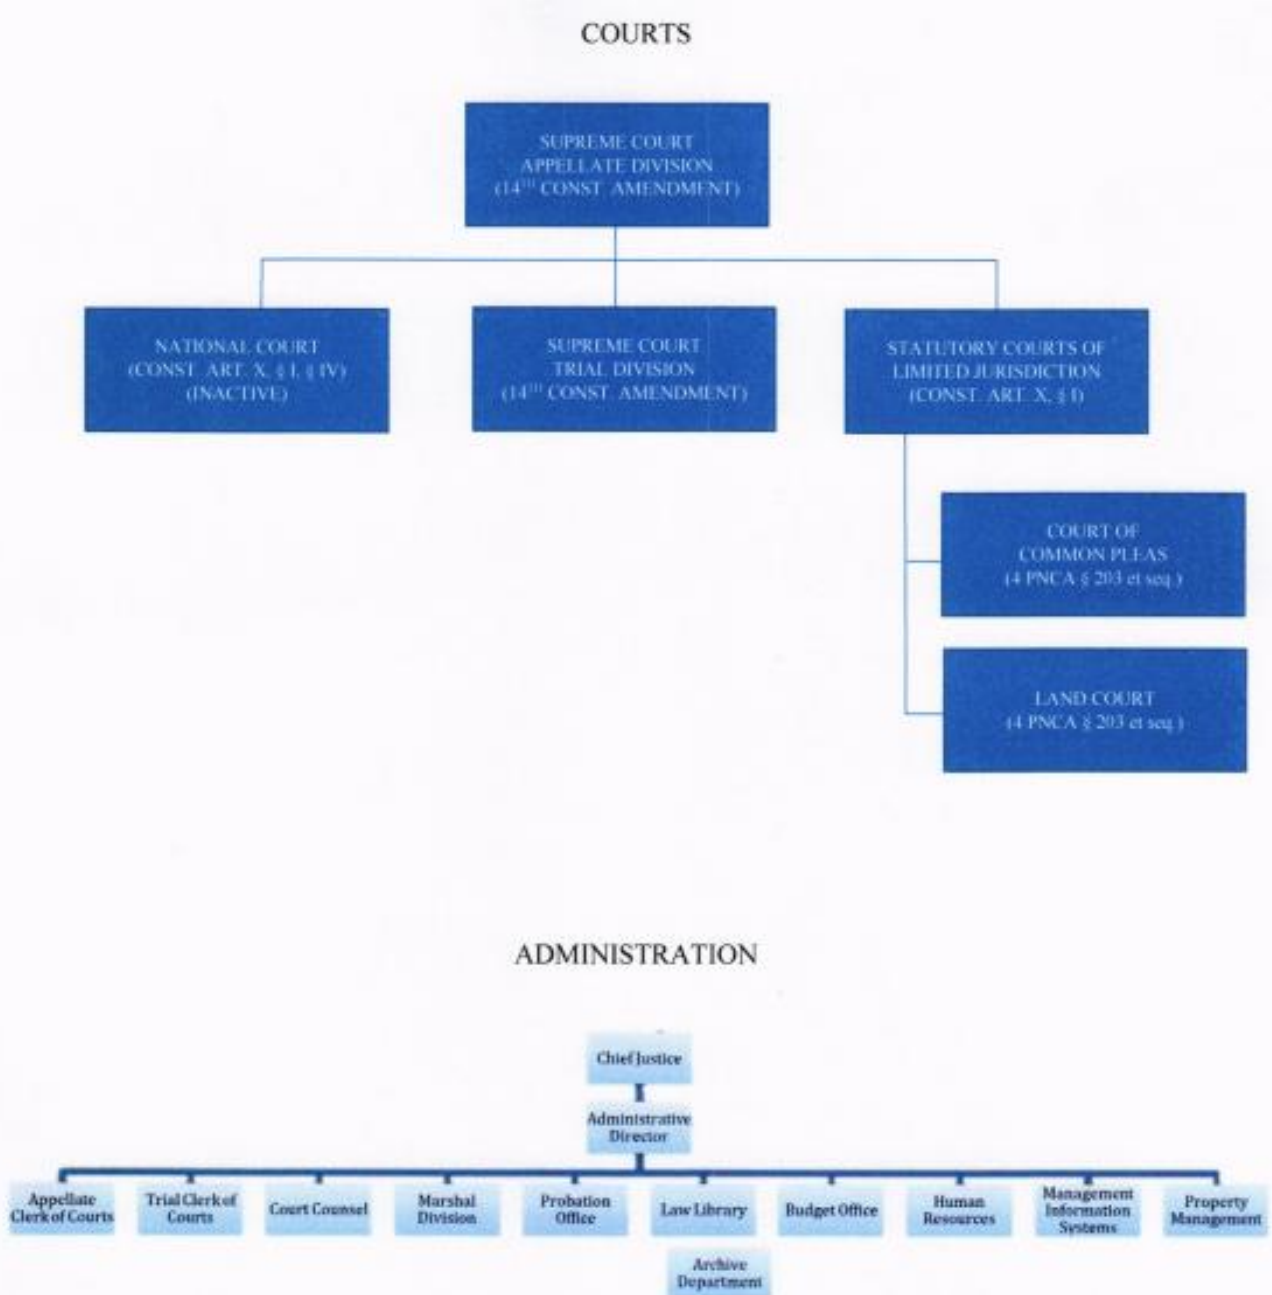 COURTS
SUPREME COURT
APPELLATE DIVISION
(14TH CONST. AMENDMENT)
NATIONAL COURT
(CONST. ART. X, § I, § IV)
(INACTIVE)
SUPREME COURT
TRIAL DIVISION
(14TH CONST. AMENDMENT)
STATUTORY COURTS OF
LIMITED JURISDICTION
(CONST. ART. X, § I)
COURT OF
COMMON PLEAS
(4 PNCA § 203 et seq.)
LAND COURT
(4 PNCA § 203 et seq.)
ADMINISTRATION
Chief Justice
Administrative
Director
Appellate
Clerk of Courts
Trial Clerk of
Courts
Court Counsel
Marshal
Division
Probation
Office
Law Library
Budget Office
Human
Resources
Management
Information
Systems
Property
Management
Archive
Department